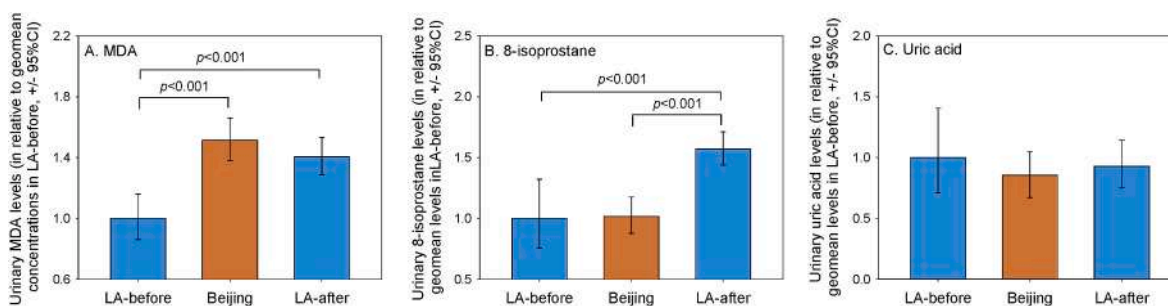 Urinary MDA levels (in relative to geomean
concentrations in LA-before, +/- 95%CI)
2.2
1.8
1.4
1.0
0.6
A. MDA
p<0.001
p<0.001
LA-before Beijing LA-after
Urinary 8-isoprostane levels (in relative to
geomean levels inLA-before, +/- 95%CI)
2.5
2.0
1.5
1.0
0.5
B. 8-isoprostane
p<0.001
p<0.001
LA-before Beijing LA-after
Urinary uric acid levels (in relative to
geomean levels in LA-before, +/- 95%CI)
2.0
1.5
1.0
0.5
0.0
C. Uric acid
LA-before Beijing LA-after